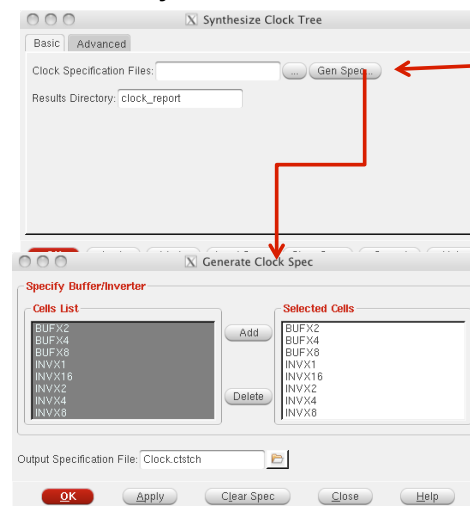 Synthesize Clock Tree
Basic Advanced
Clock Specification Files: ... Gen Spec...
Results Directory: clock_report
Generate Clock Spec
Specify Buffer/Inverter
Cells List Selected Cells
BUFX2
BUFX4
BUFX8
INVX1
INVX16
INVX2
INVX4
INVX8
Add
Delete
BUFX2
BUFX4
BUFX8
INVX1
INVX16
INVX2
INVX4
INVX8
Output Specification File: Clock.ctstch
OK Apply Clear Spec Close Help